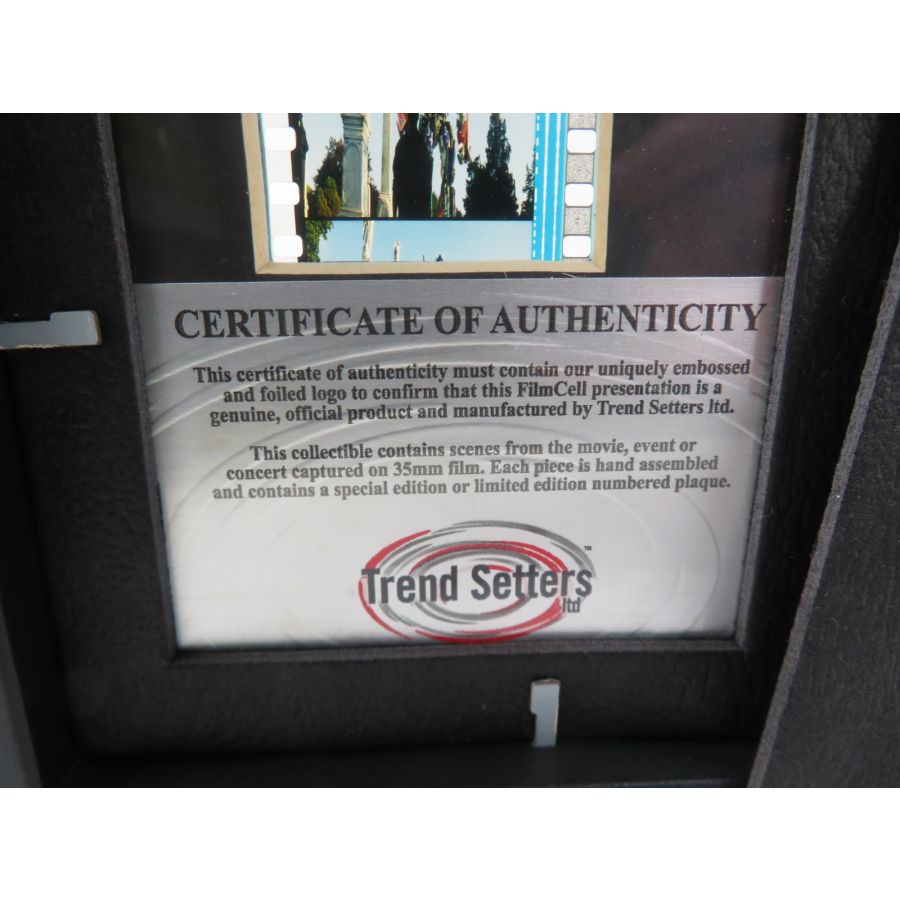 CERTIFICATE OF AUTHENTICITY
This certificate of authenticity must contain our uniquely embossed
and foiled logo to confirm that this FilmCell presentation is a
genuine, official product and manufactured by Trend Setters ltd.
This collectible contains scenes from the movie, event or
concert captured on 35mm film. Each piece is hand assembled
and contains a special edition or limited edition numbered plaque.
Trend Setters™
ltd